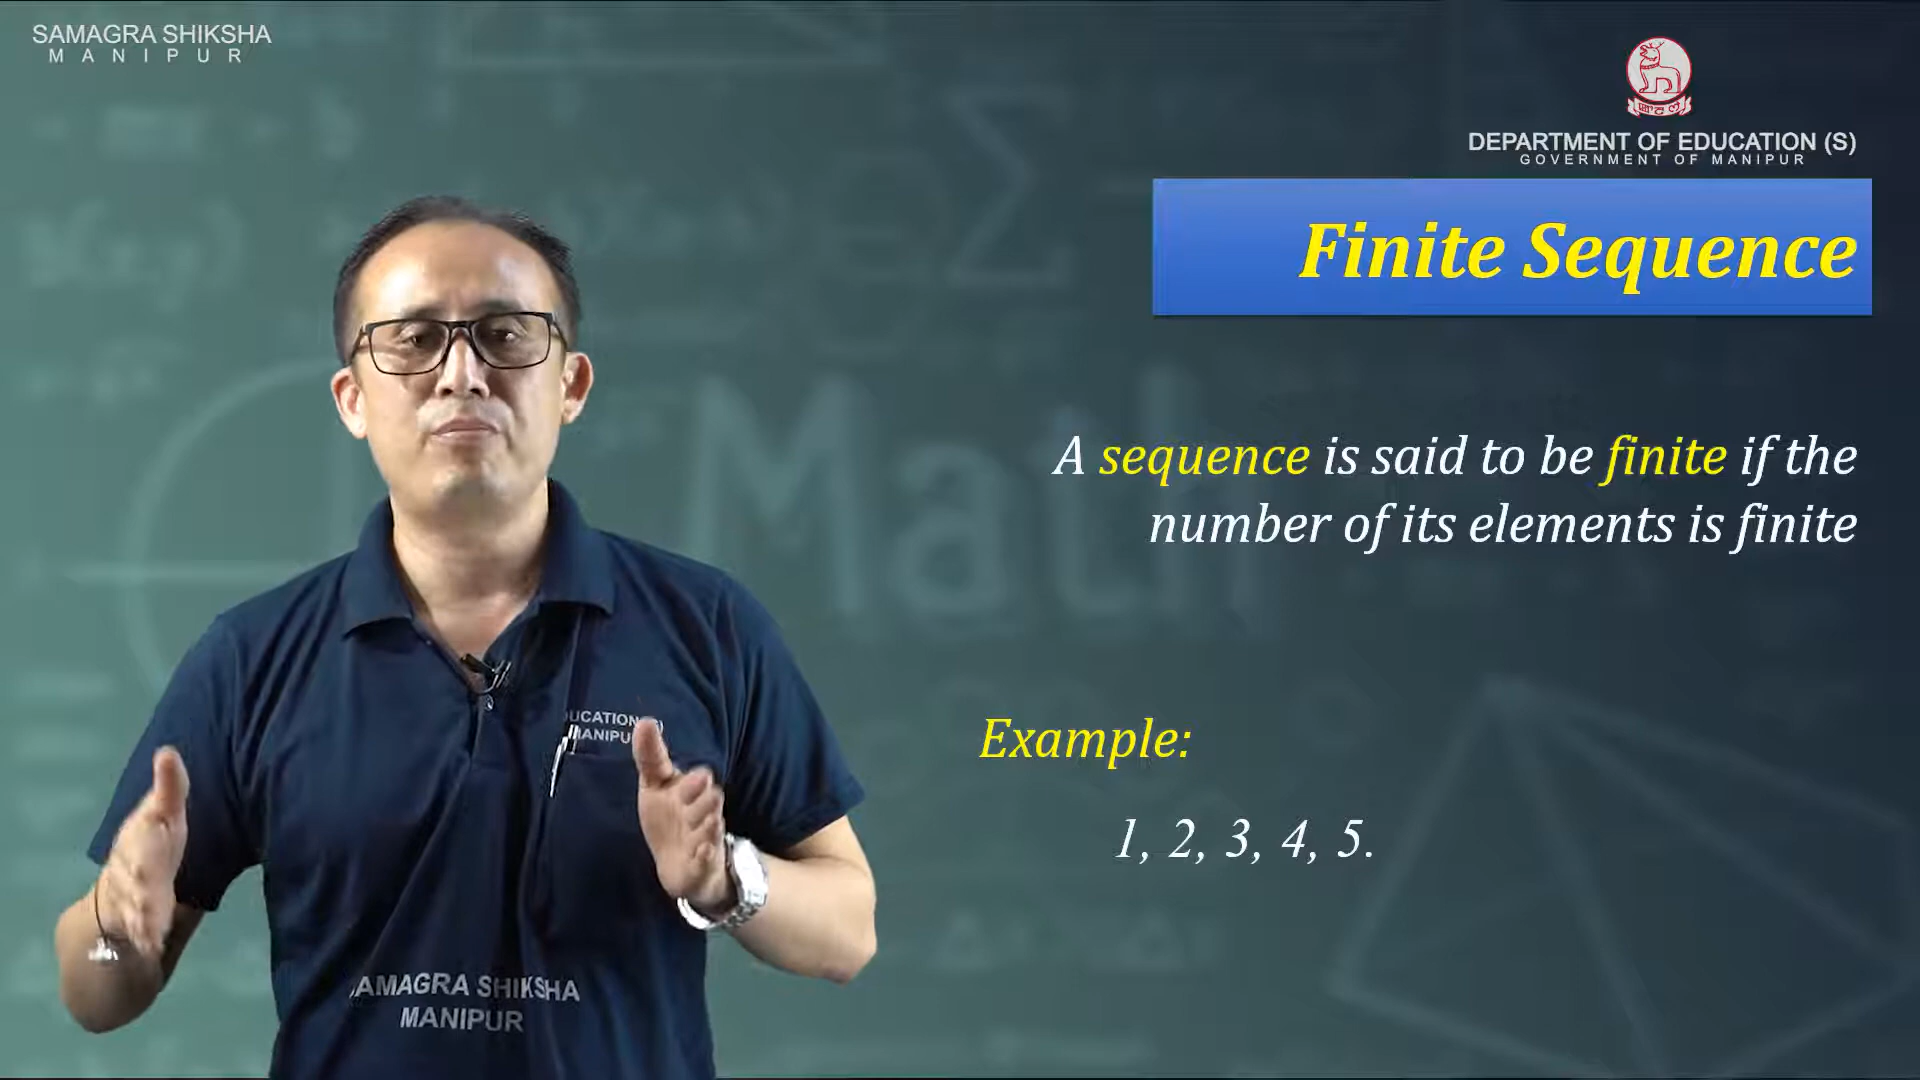 SAMAGRA SHIKSHA
MANIPUR
DEPARTMENT OF EDUCATION (S)
GOVERNMENT OF MANIPUR
Finite Sequence
A sequence is said to be finite if the
number of its elements is finite
Example:
1, 2, 3, 4, 5.
Math
SHIKSHA
MANIPUR